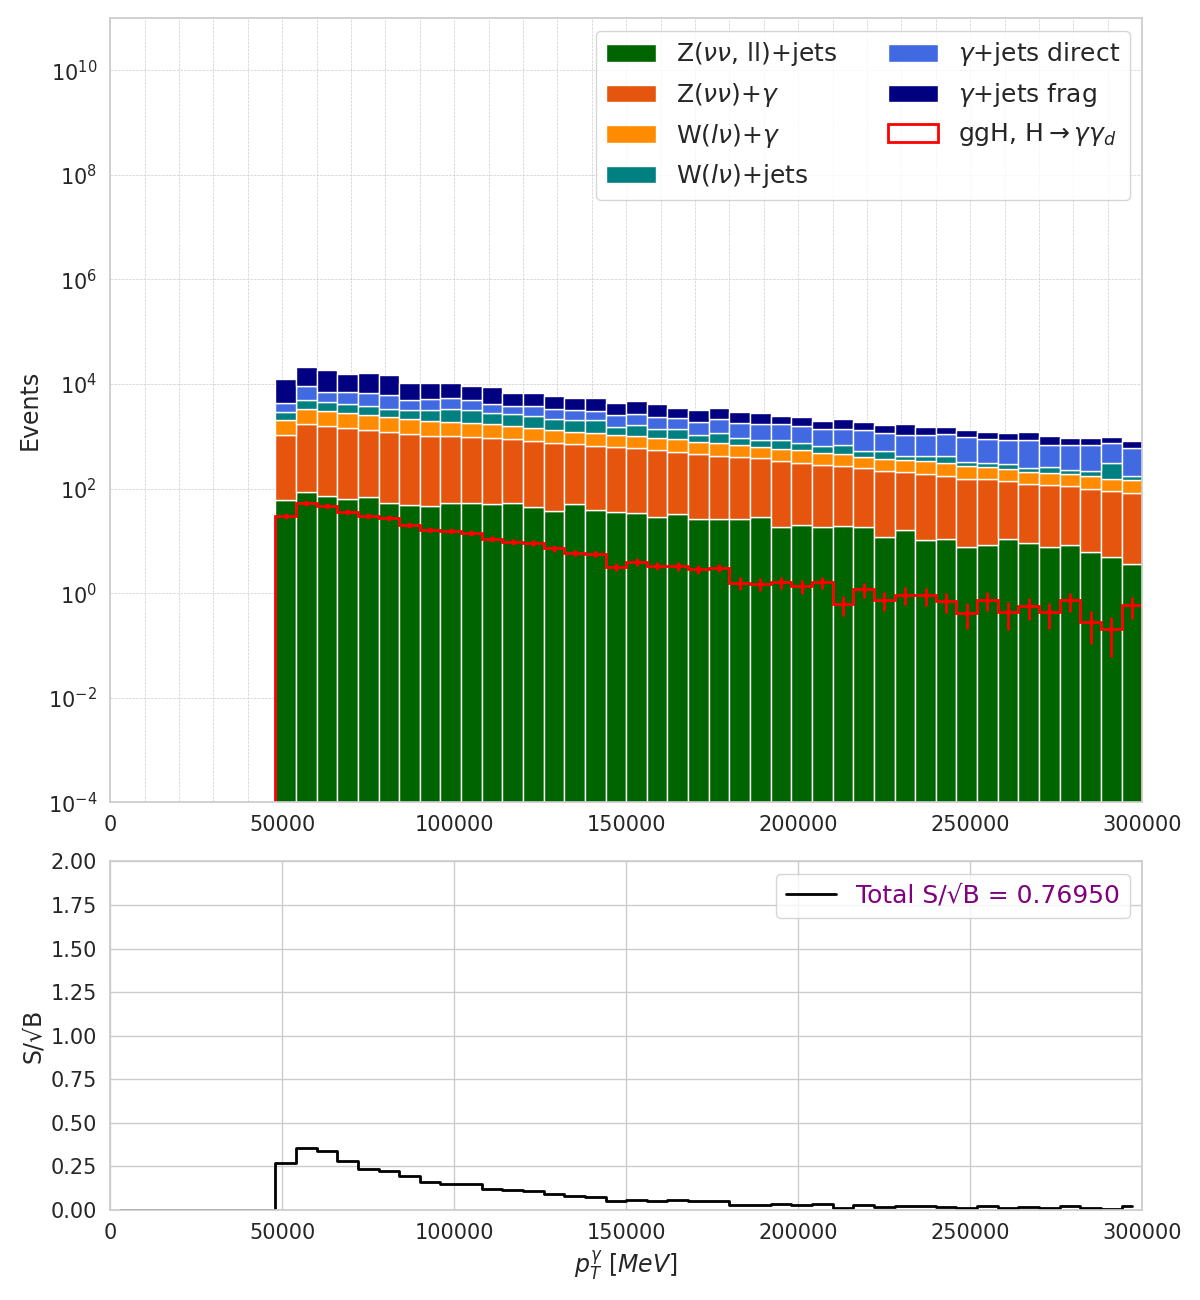 Z(νν, ll)+jets
Z(νν)+γ
W(lν)+γ
W(lν)+jets
γ+jets direct
γ+jets frag
ggH, H→γγ_d
Events
10^10
10^8
10^6
10^4
10^2
10^0
10^−2
10^−4
0 50000 100000 150000 200000 250000 300000
Total S/√B = 0.76950
S/√B
2.00
1.75
1.50
1.25
1.00
0.75
0.50
0.25
0.00
0 50000 100000 150000 200000 250000 300000
p_T^γ [MeV]